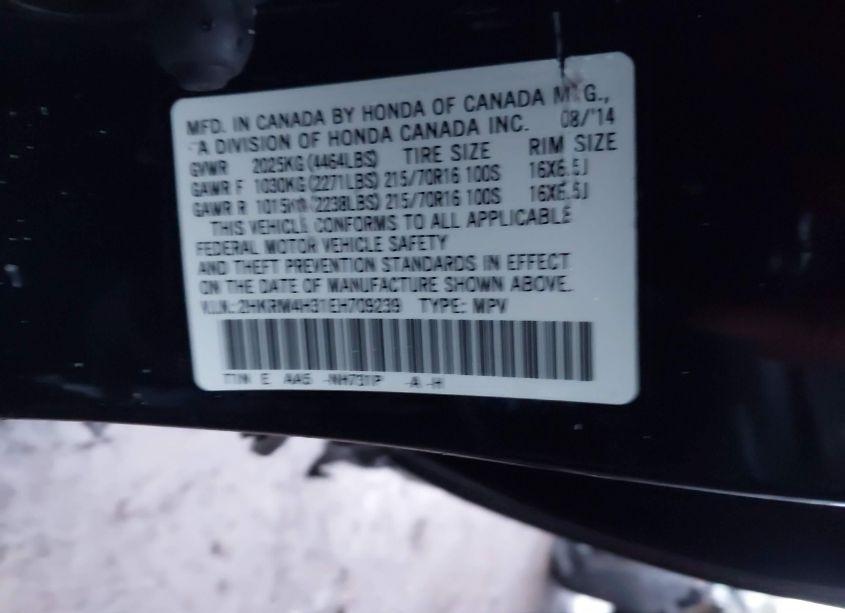 MFD. IN CANADA BY HONDA OF CANADA MFG.,
A DIVISION OF HONDA CANADA INC. 08/'14
GVWR 2025KG (4464LBS) TIRE SIZE RIM SIZE
GAWR F 1030KG (2271LBS) 215/70R16 100S 16X6.5J
GAWR R 1015KG (2238LBS) 215/70R16 100S 16X6.5J
THIS VEHICLE CONFORMS TO ALL APPLICABLE
FEDERAL MOTOR VEHICLE SAFETY
AND THEFT PREVENTION STANDARDS IN EFFECT
ON THE DATE OF MANUFACTURE SHOWN ABOVE.
V.I.N.:2HKRM4H31EH709239 TYPE: MPV
E AAS -NH731P -A -H